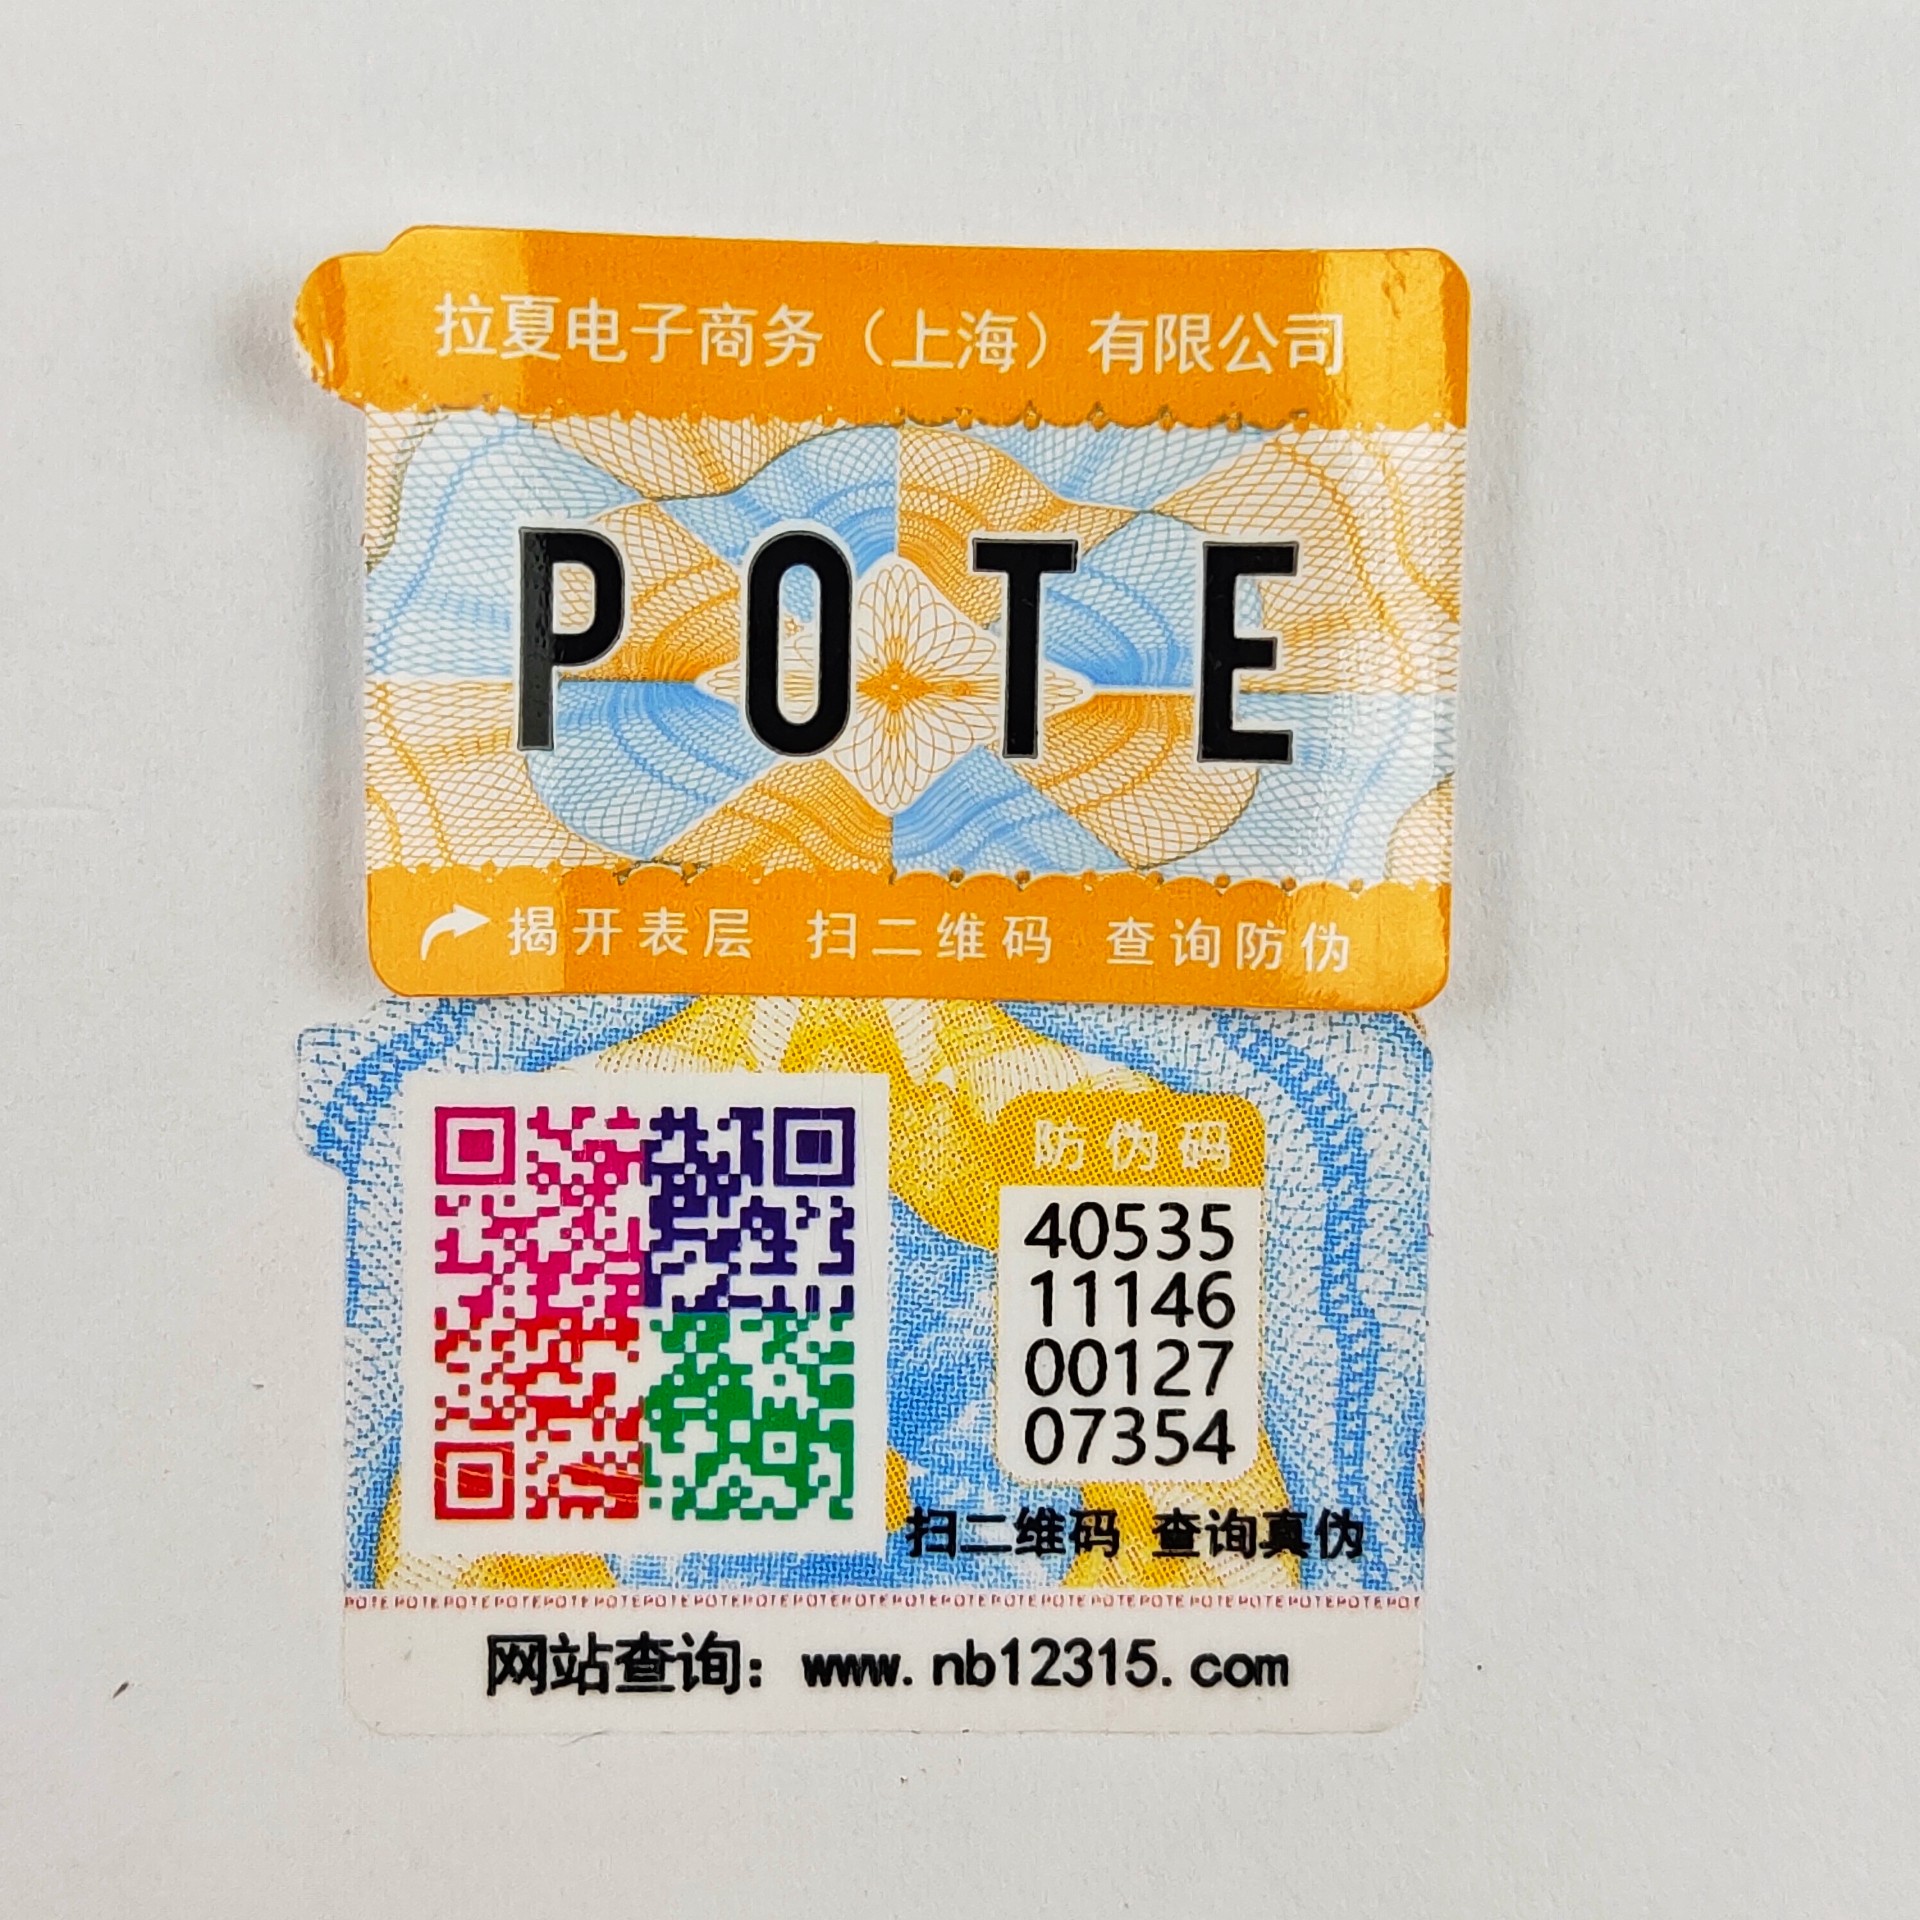 拉夏电子商务（上海）有限公司
POTE
揭开表层 扫二维码 查询防伪
防伪码
40535
11146
00127
07354
扫二维码 查询真伪
POTEPOTEPOTEPOTEPOTEPOTEPOTEPOTEPOTEPOTEPOTEPOTEPOTEPOTEPOTEPOTEPOTEPOTEPOTEPOTEPOTEPOT
网站查询：www.nb12315.com